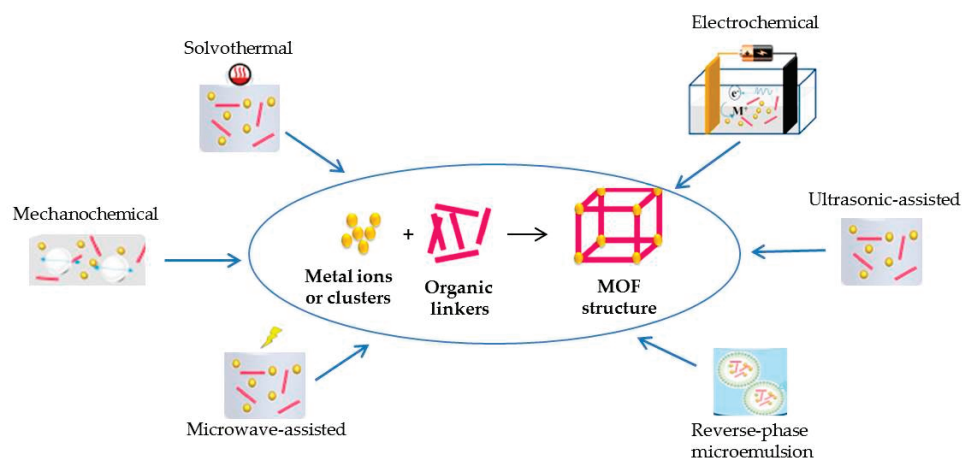 Electrochemical
Solvothermal
e⁻
M⁺
Mechanochemical
Ultrasonic-assisted
+
Metal ions
or clusters
Organic
linkers
MOF
structure
Microwave-assisted
Reverse-phase
microemulsion